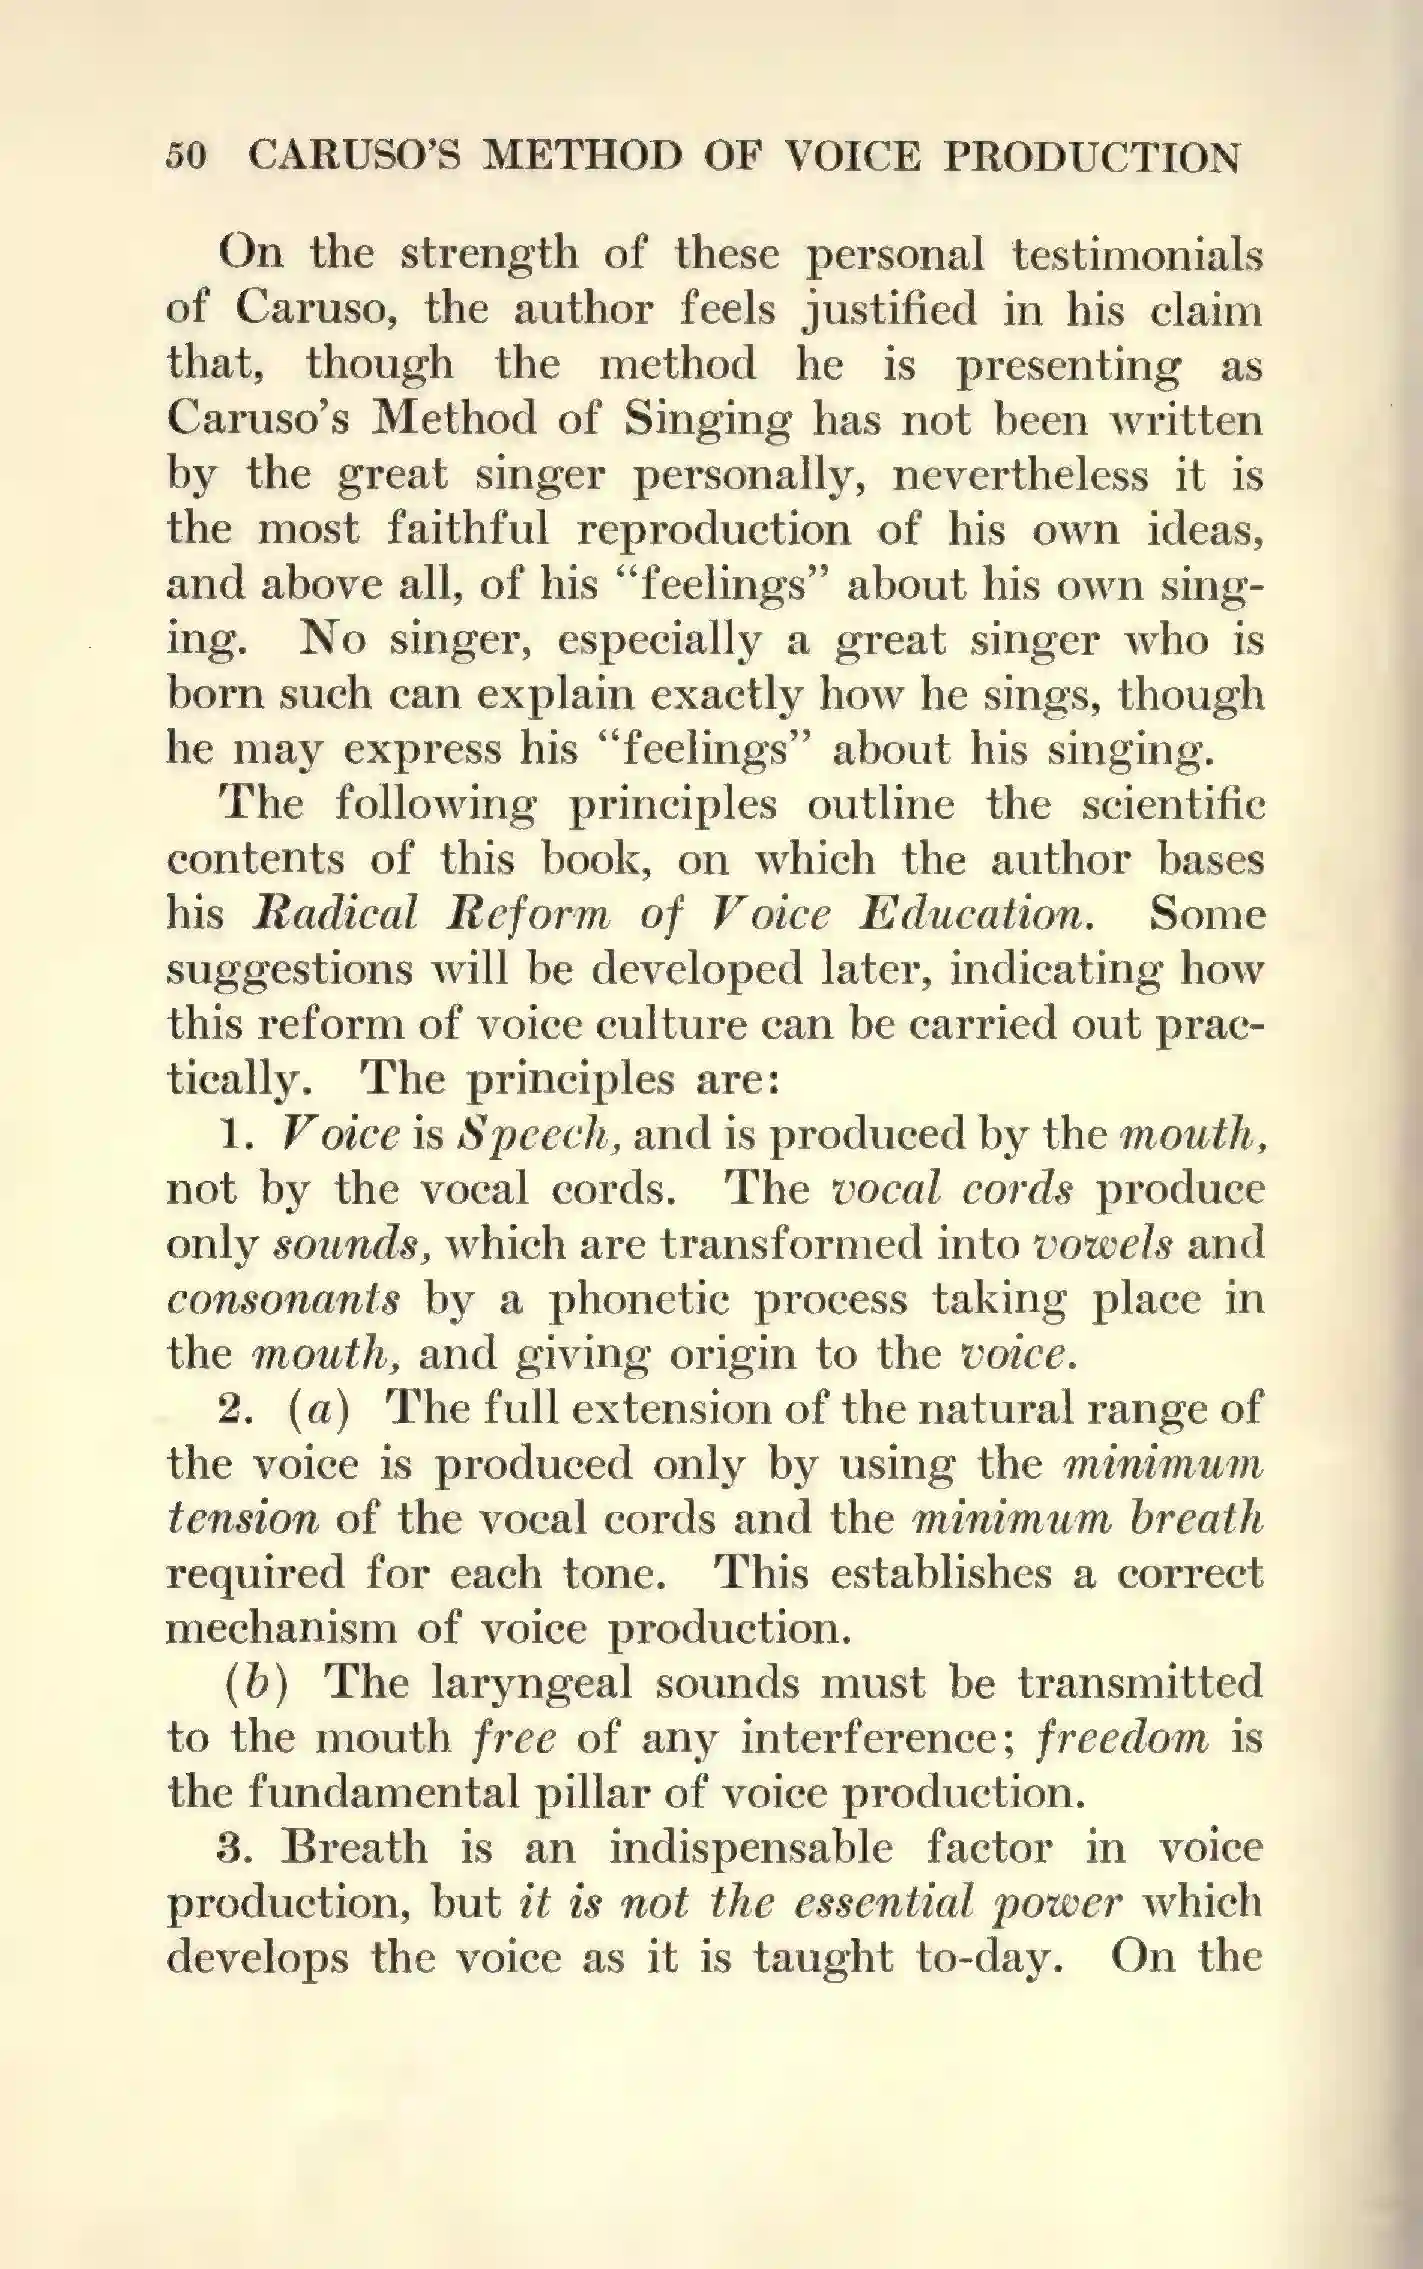 50 CARUSO'S METHOD OF VOICE PRODUCTION
On the strength of these personal testimonials
of Caruso, the author feels justified in his claim
that, though the method he is presenting as
Caruso's Method of Singing has not been written
by the great singer personally, nevertheless it is
the most faithful reproduction of his own ideas,
and above all, of his “feelings” about his own sing-
ing. No singer, especially a great singer who is
born such can explain exactly how he sings, though
he may express his “feelings” about his singing.
The following principles outline the scientific
contents of this book, on which the author bases
his Radical Reform of Voice Education. Some
suggestions will be developed later, indicating how
this reform of voice culture can be carried out prac-
tically. The principles are:
1. Voice is Speech, and is produced by the mouth,
not by the vocal cords. The vocal cords produce
only sounds, which are transformed into vowels and
consonants by a phonetic process taking place in
the mouth, and giving origin to the voice.
2. (a) The full extension of the natural range of
the voice is produced only by using the minimum
tension of the vocal cords and the minimum breath
required for each tone. This establishes a correct
mechanism of voice production.
(b) The laryngeal sounds must be transmitted
to the mouth free of any interference; freedom is
the fundamental pillar of voice production.
3. Breath is an indispensable factor in voice
production, but it is not the essential power which
develops the voice as it is taught to-day. On the